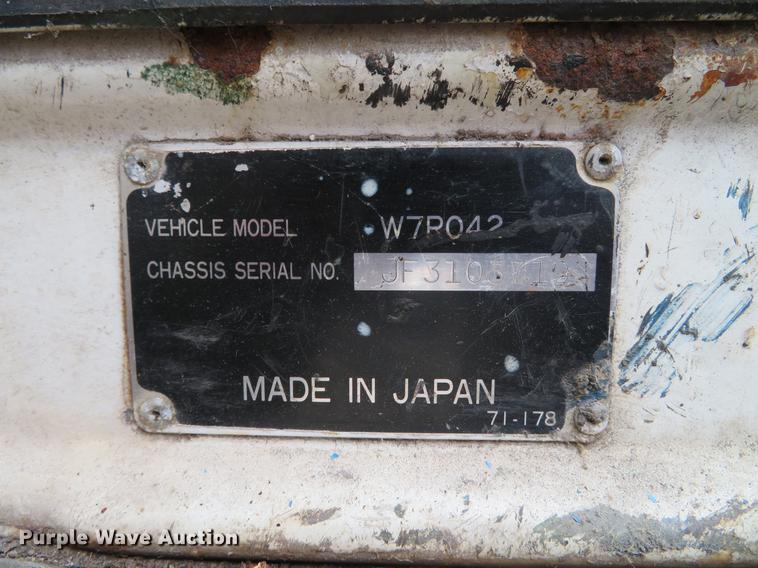 VEHICLE MODEL W7R042
CHASSIS SERIAL NO.
MADE IN JAPAN
71-178
Purple Wave Auction